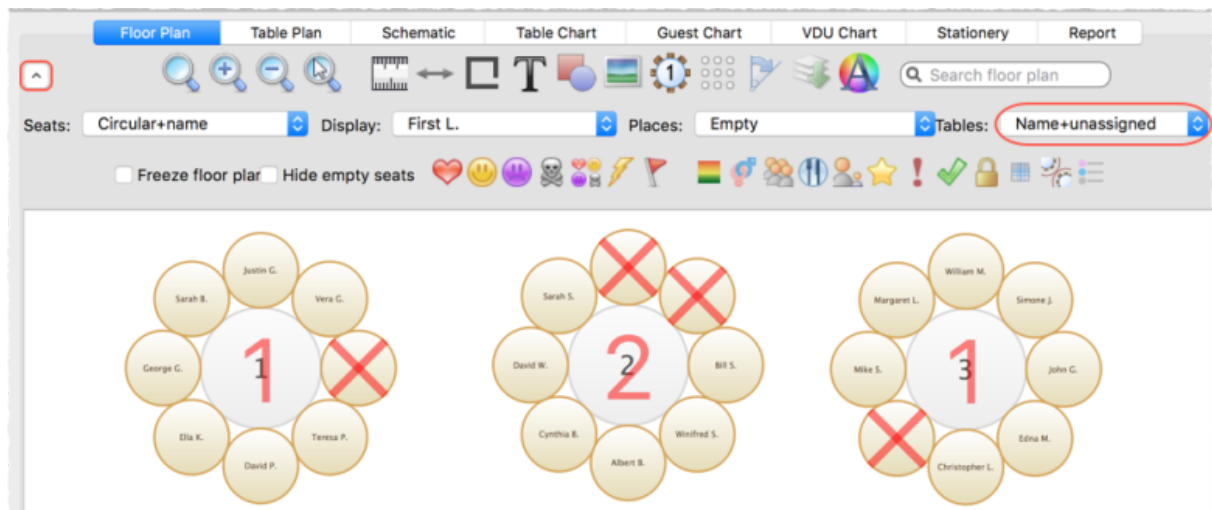 Floor Plan Table Plan Schematic Table Chart Guest Chart VDU Chart Stationery Report
T 1 A Search floor plan
Seats: Circular+name Display: First L. Places: Empty Tables: Name+unassigned
Freeze floor plar Hide empty seats
Justin G.
Sarah B. Vera G.
George G. 1 1
Ella K. Teresa P.
David P.
Sarah S.
David W. 2 2 Bill S.
Cynthia B. Winifred S.
Albert B.
William M.
Margaret L. Simone J.
Mike S. 3 1 John G.
Edna M.
Christopher L.